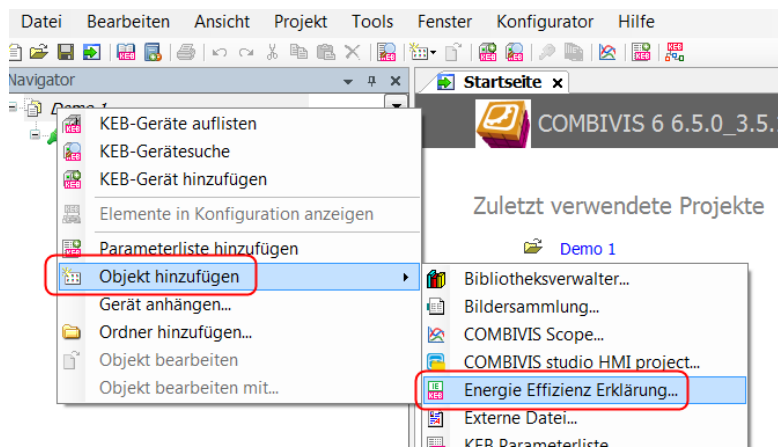 Datei Bearbeiten Ansicht Projekt Tools Fenster Konfigurator Hilfe
Navigator
Startseite x
Demo 1
COMBIVIS 6 6.5.0_3.5.
KEB-Geräte auflisten
KEB-Gerätesuche
KEB-Gerät hinzufügen
Elemente in Konfiguration anzeigen
Parameterliste hinzufügen
Objekt hinzufügen
Gerät anhängen...
Ordner hinzufügen...
Objekt bearbeiten
Objekt bearbeiten mit...
Zuletzt verwendete Projekte
Demo 1
Bibliotheksverwalter...
Bildersammlung...
COMBIVIS Scope...
COMBIVIS studio HMI project...
Energie Effizienz Erklärung...
Externe Datei...
KEB Parameterliste